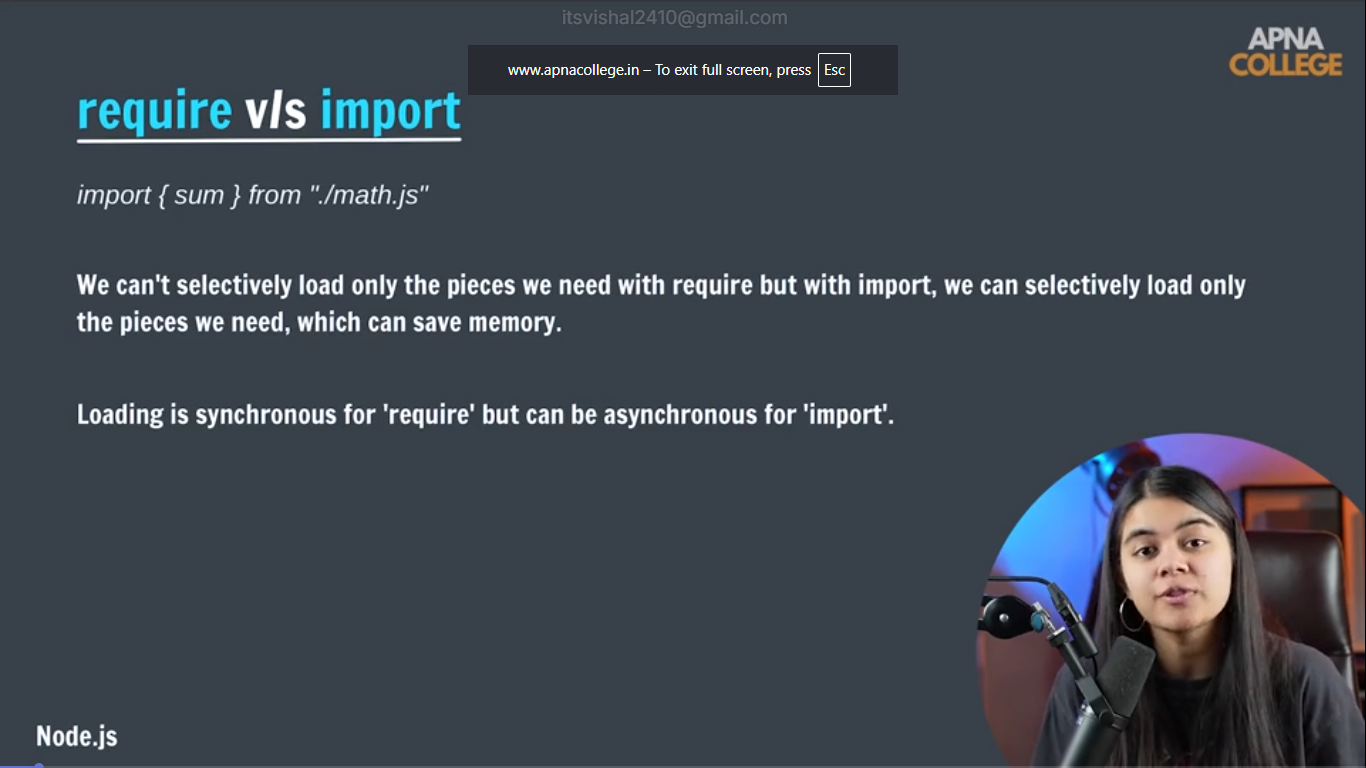 itsvishal2410@gmail.com
APNA
COLLEGE
www.apnacollege.in – To exit full screen, press Esc
require v/s import
import { sum } from "./math.js"
We can't selectively load only the pieces we need with require but with import, we can selectively load only
the pieces we need, which can save memory.
Loading is synchronous for 'require' but can be asynchronous for 'import'.
Node.js